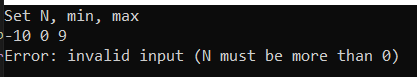 Set N, min, max
-10 0 9
Error: invalid input (N must be more than 0)